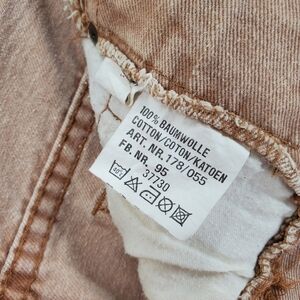 100% BAUMWOLLE
COTTON/COTON/KATOEN
ART. NR. 178/055
FB. NR. 95
37730